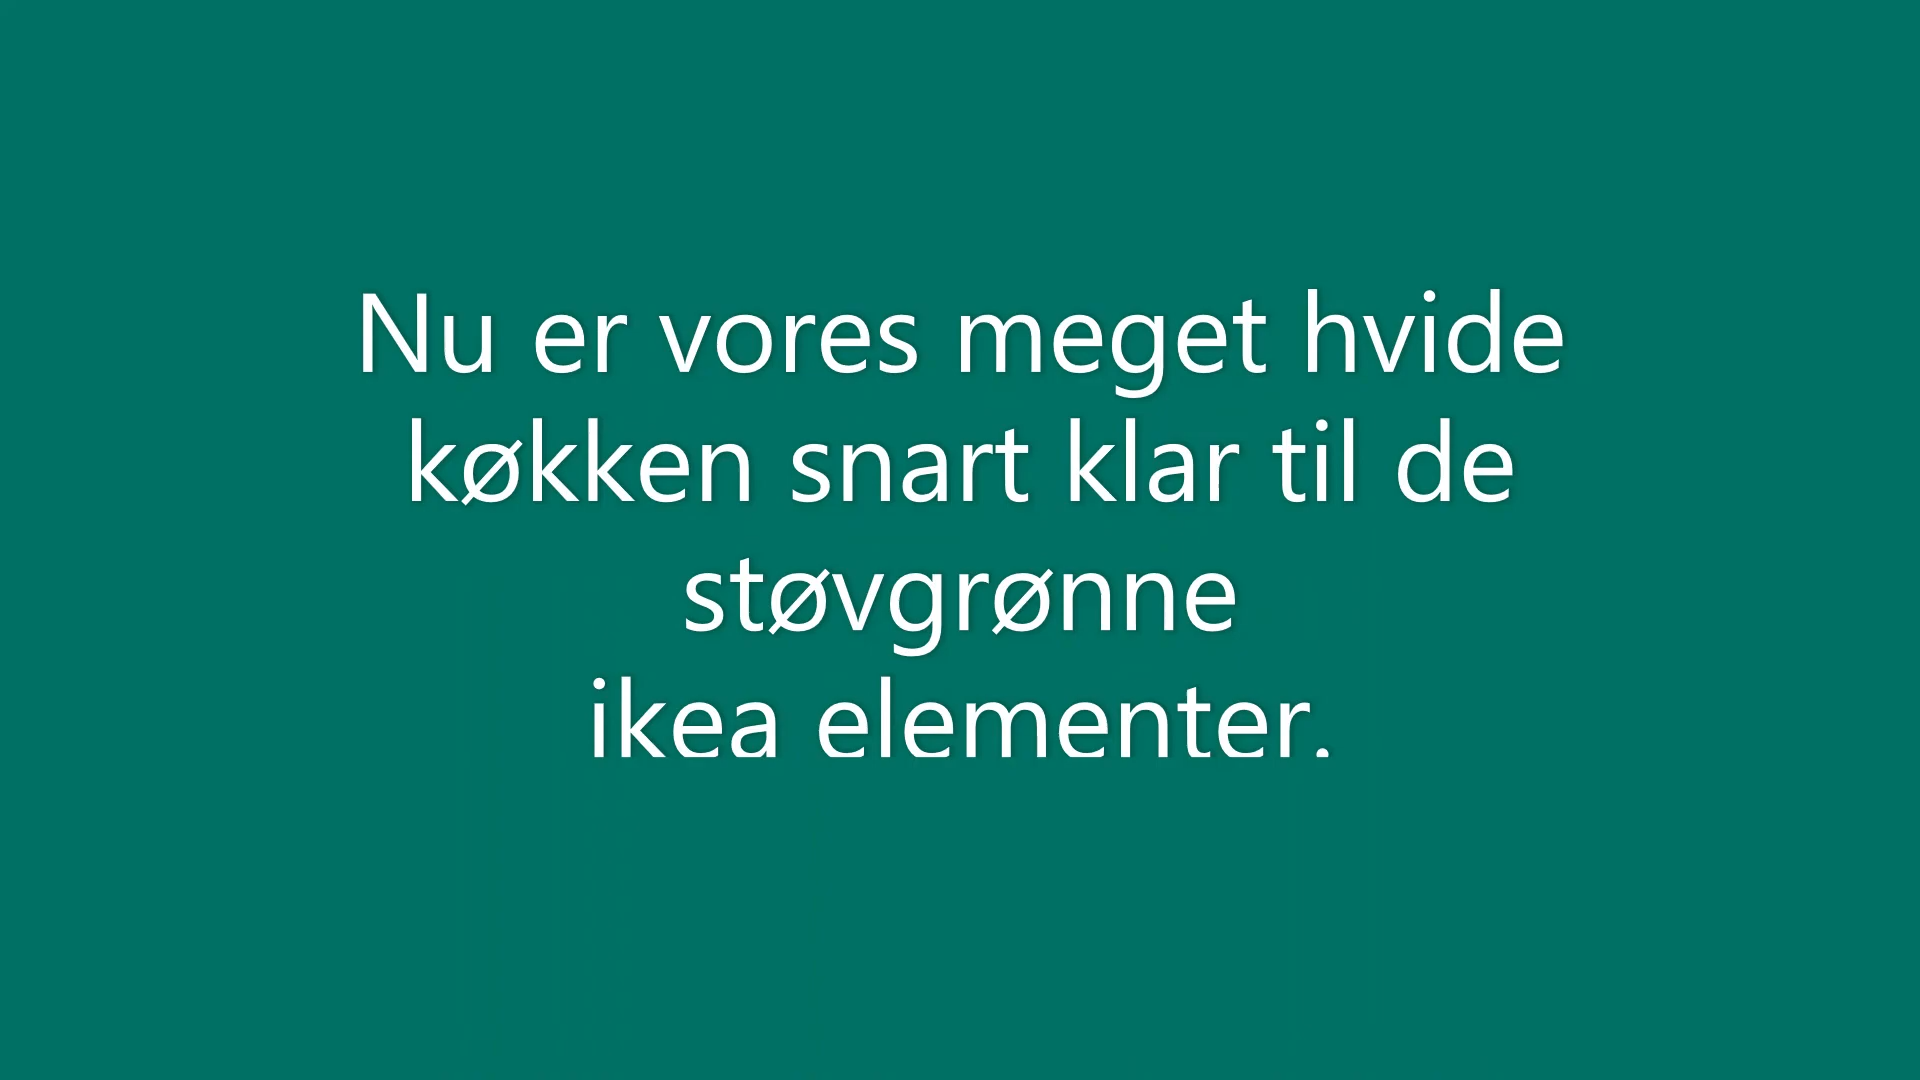 Nu er vores meget hvide
køkken snart klar til de
støvgrønne
ikea elementer.